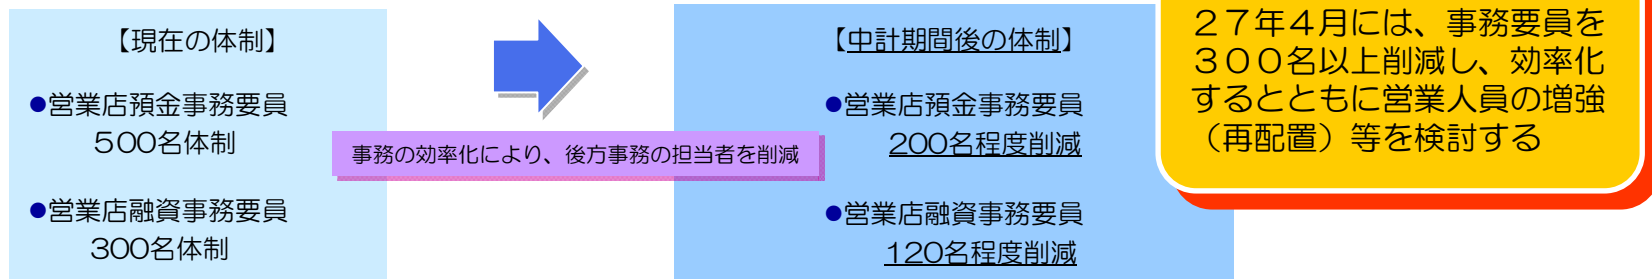 【現在の体制】
●営業店預金事務要員
500名体制
●営業店融資事務要員
300名体制
事務の効率化により、後方事務の担当者を削減
【中計期間後の体制】
●営業店預金事務要員
200名程度削減
●営業店融資事務要員
120名程度削減
２７年４月には、事務要員を
３００名以上削減し、効率化
するとともに営業人員の増強
（再配置）等を検討する